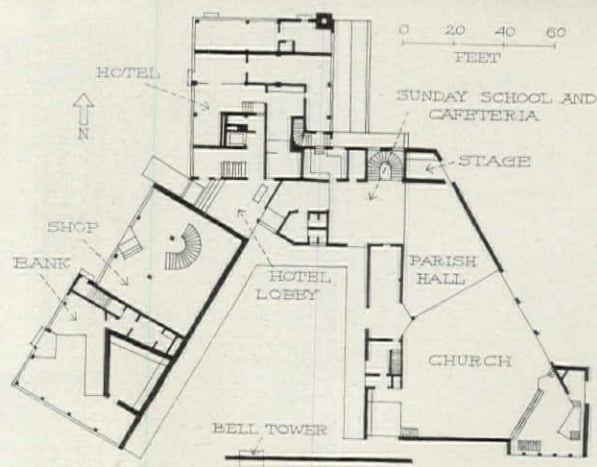 0 20 40 60
FEET
HOTEL
N
SUNDAY SCHOOL AND
CAFETERIA
STAGE
SHOP
BANK
HOTEL
LOBBY
PARISH
HALL
CHURCH
BELL TOWER